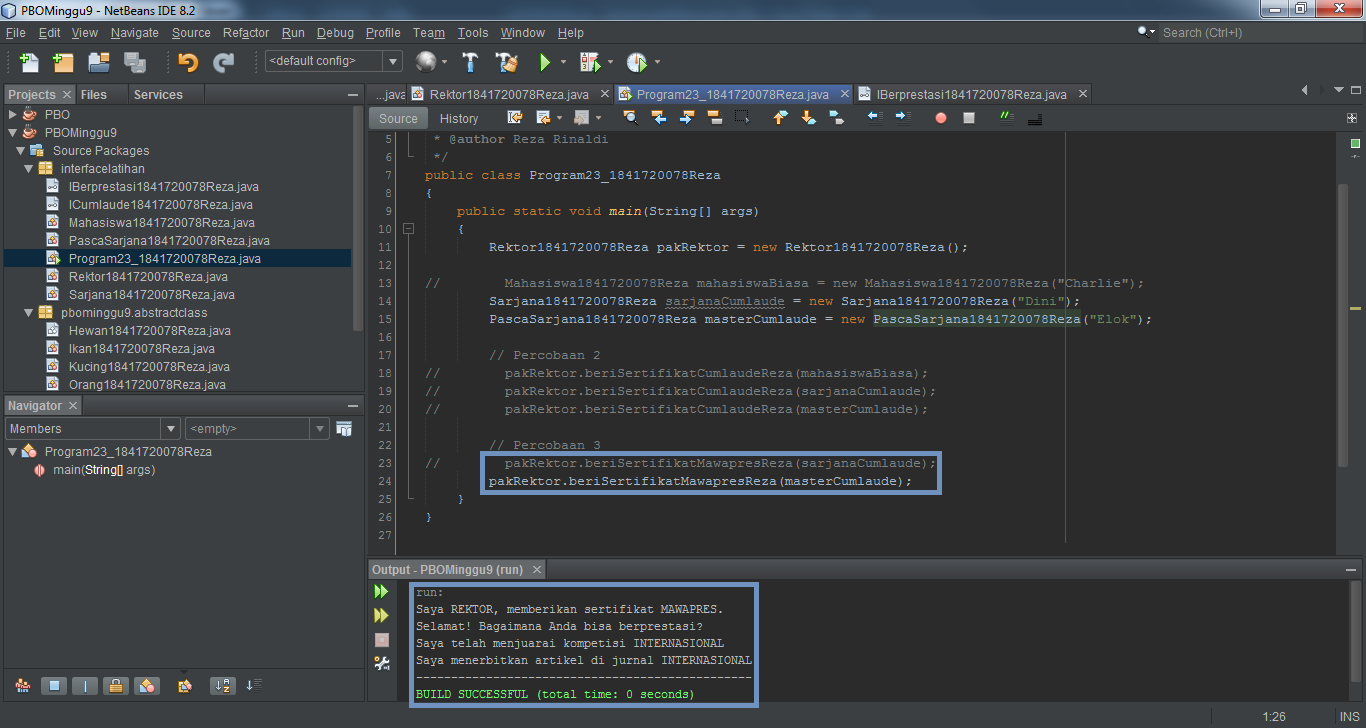 PBOMinggu9 - NetBeans IDE 8.2
File Edit View Navigate Source Refactor Run Debug Profile Team Tools Window Help
Search (Ctrl+I)
<default config>
Projects Files Services
PBO
PBOMinggu9
Source Packages
interfacelatihan
IBerprestasi1841720078Reza.java
ICumlaude1841720078Reza.java
Mahasiswa1841720078Reza.java
PascaSarjana1841720078Reza.java
Program23_1841720078Reza.java
Rektor1841720078Reza.java
Sarjana1841720078Reza.java
pbominggu9.abstractclass
Hewan1841720078Reza.java
Ikan1841720078Reza.java
Kucing1841720078Reza.java
Orang1841720078Reza.java
Navigator
Members <empty>
Program23_1841720078Reza
main(String[] args)
...java Rektor1841720078Reza.java Program23_1841720078Reza.java IBerprestasi1841720078Reza.java
Source History
5 * @author Reza Rinaldi
6 */
7 public class Program23_1841720078Reza
8 {
9 public static void main(String[] args)
10 {
11 Rektor1841720078Reza pakRektor = new Rektor1841720078Reza();
12
13 // Mahasiswa1841720078Reza mahasiswaBiasa = new Mahasiswa1841720078Reza("Charlie");
14 Sarjana1841720078Reza sarjanaCumlaude = new Sarjana1841720078Reza("Dini");
15 PascaSarjana1841720078Reza masterCumlaude = new PascaSarjana1841720078Reza("Elok");
16
17 // Percobaan 2
18 // pakRektor.beriSertifikatCumlaudeReza(mahasiswaBiasa);
19 // pakRektor.beriSertifikatCumlaudeReza(sarjanaCumlaude);
20 // pakRektor.beriSertifikatCumlaudeReza(masterCumlaude);
21
22 // Percobaan 3
23 // pakRektor.beriSertifikatMawapresReza(sarjanaCumlaude);
24 pakRektor.beriSertifikatMawapresReza(masterCumlaude);
25 }
26 }
27
Output - PBOMinggu9 (run)
run:
Saya REKTOR, memberikan sertifikat MAWAPRES.
Selamat! Bagaimana Anda bisa berprestasi?
Saya telah menjuarai kompetisi INTERNASIONAL
Saya menerbitkan artikel di jurnal INTERNASIONAL
------------------------------------------------
BUILD SUCCESSFUL (total time: 0 seconds)
1:26 INS